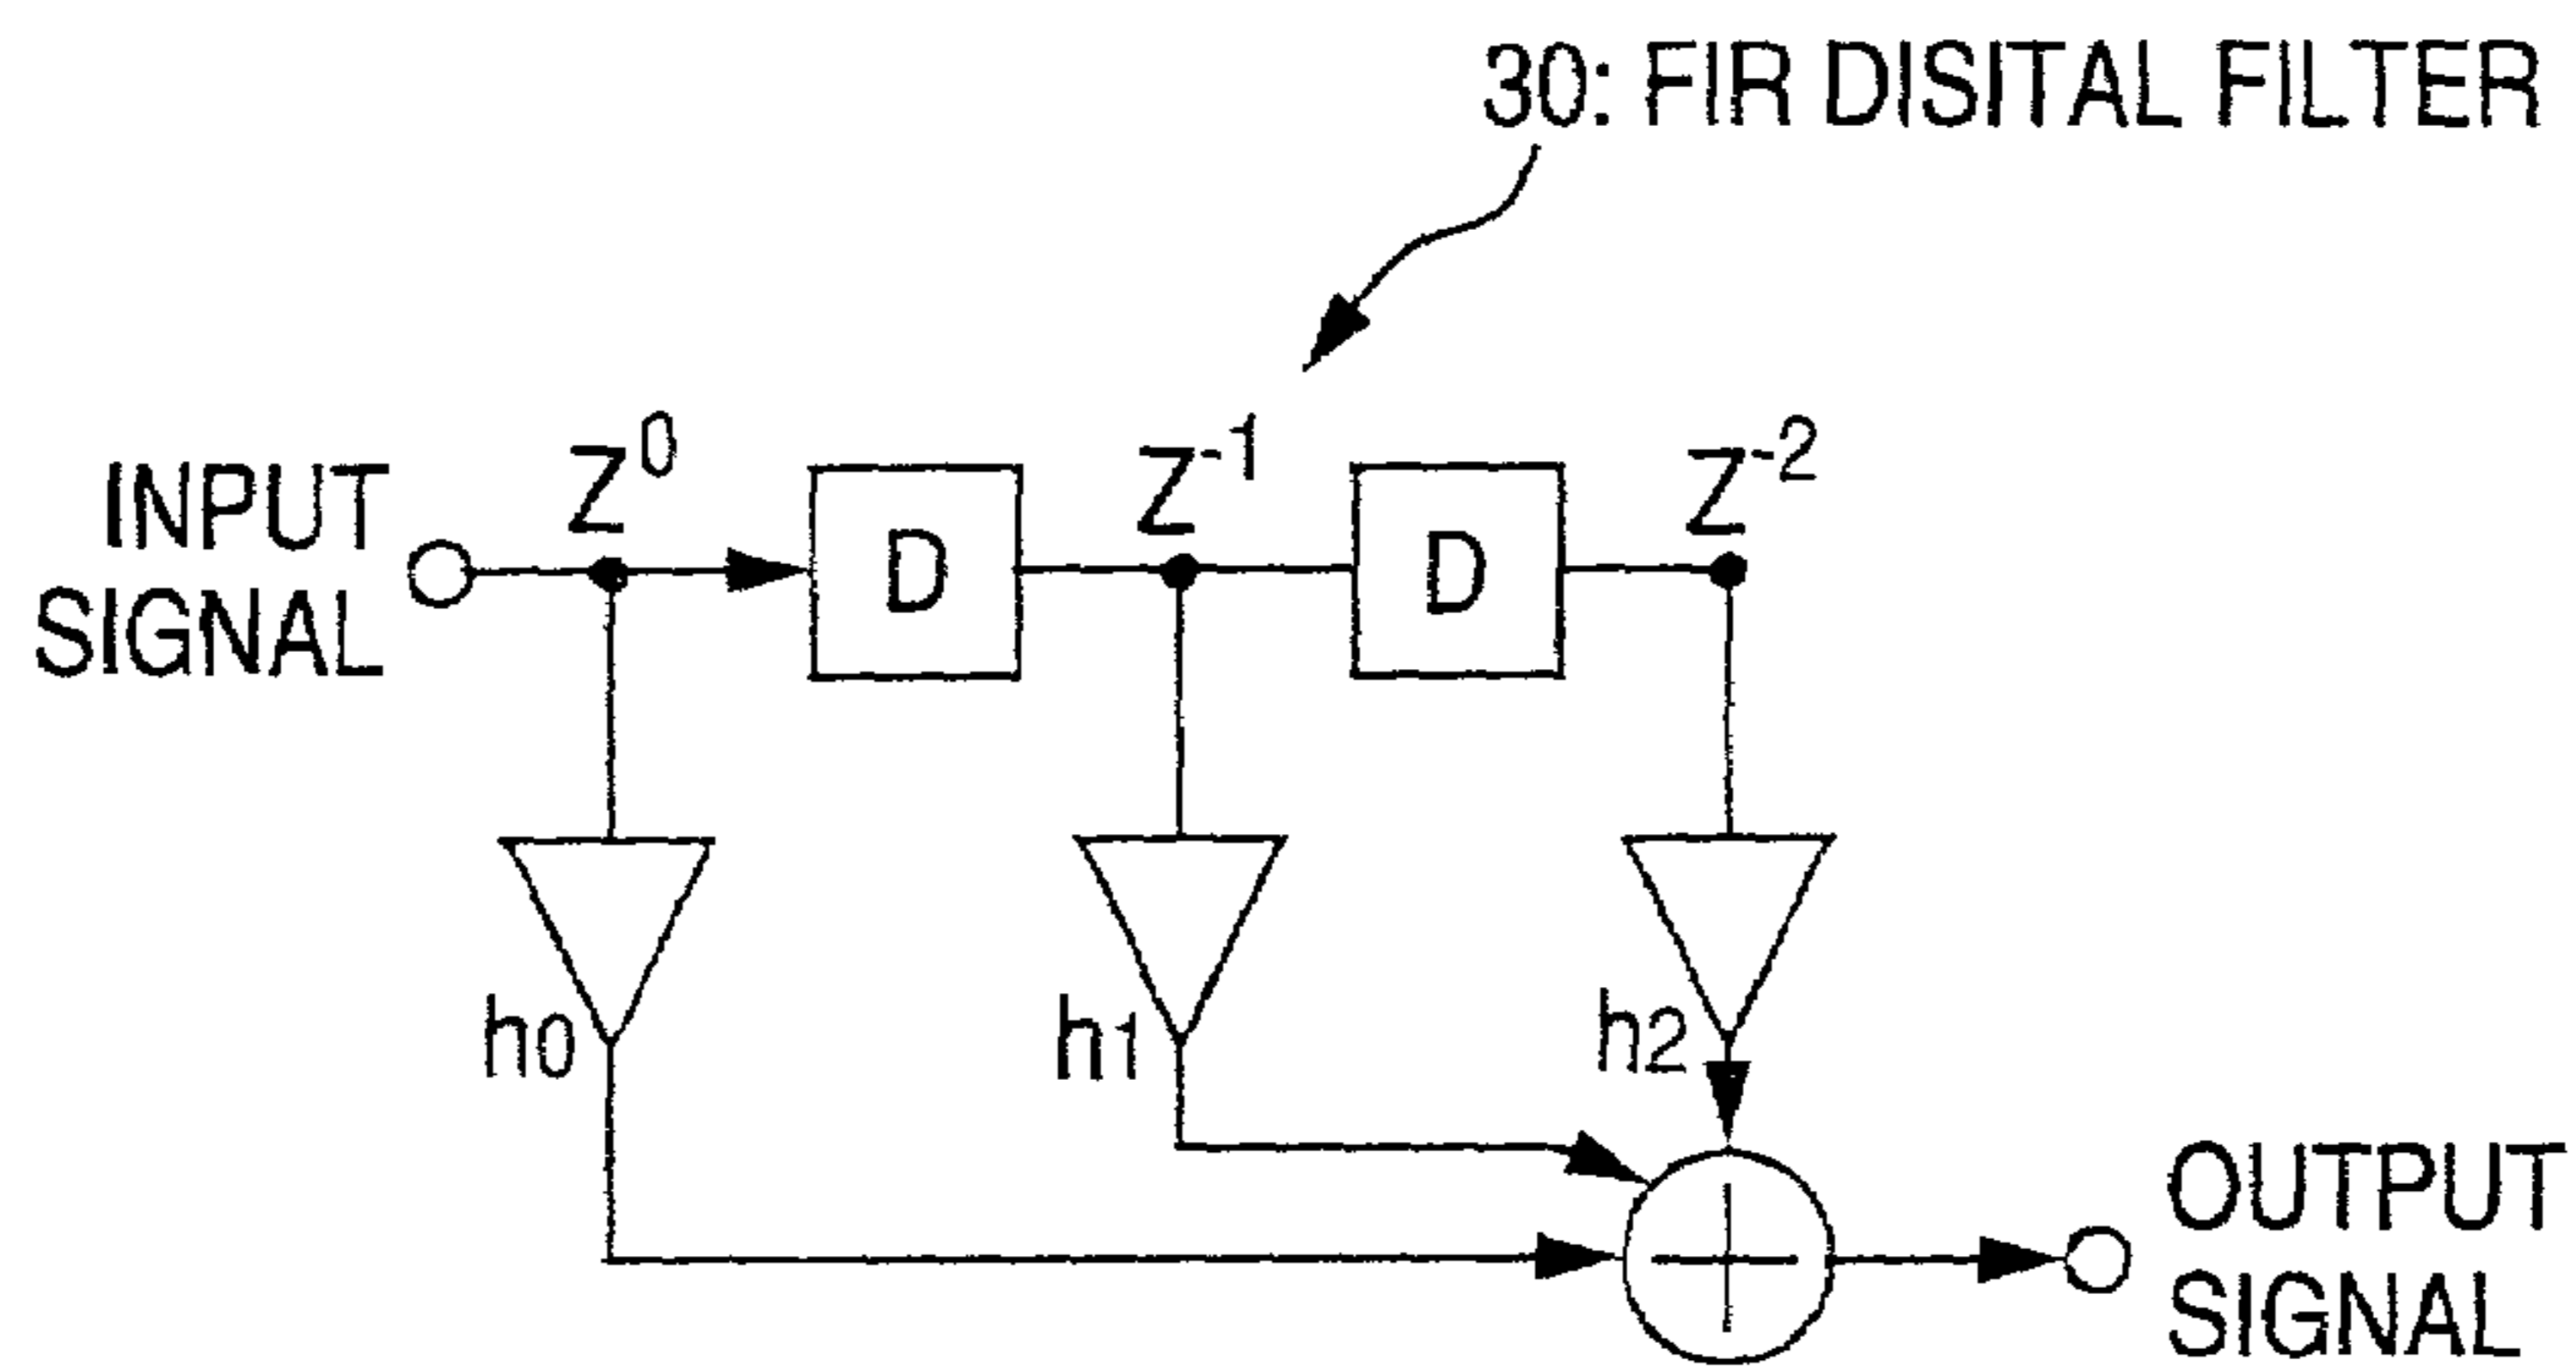 30: FIR DISITAL FILTER
INPUT
SIGNAL
Z⁰
D
Z⁻¹
D
Z⁻²
h0
h1
h2
OUTPUT
SIGNAL